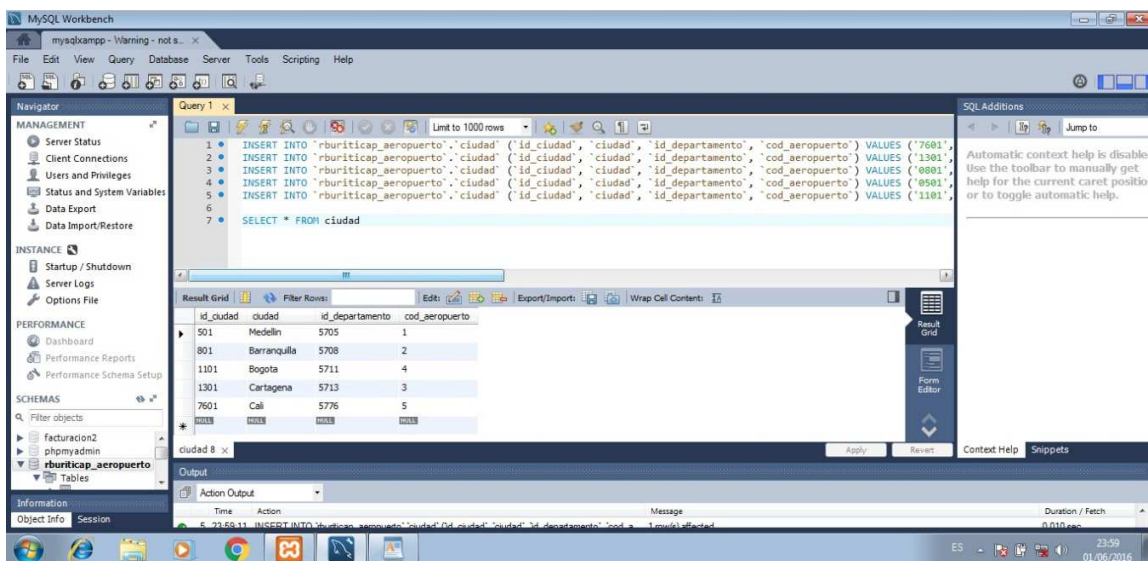 MySQL Workbench
mysqlxampp - Warning - not s...
File Edit View Query Database Server Tools Scripting Help
Navigator
MANAGEMENT
Server Status
Client Connections
Users and Privileges
Status and System Variables
Data Export
Data Import/Restore
INSTANCE
Startup / Shutdown
Server Logs
Options File
PERFORMANCE
Dashboard
Performance Reports
Performance Schema Setup
SCHEMAS
Filter objects
facturacion2
phpmyadmin
rburiticap_aeropuerto
Tables
Information
Object Info Session
Query 1
Limit to 1000 rows
1 INSERT INTO `rburiticap_aeropuerto`.`ciudad` (`id_ciudad`, `ciudad`, `id_departamento`, `cod_aeropuerto`) VALUES ('7601',
2 INSERT INTO `rburiticap_aeropuerto`.`ciudad` (`id_ciudad`, `ciudad`, `id_departamento`, `cod_aeropuerto`) VALUES ('1301',
3 INSERT INTO `rburiticap_aeropuerto`.`ciudad` (`id_ciudad`, `ciudad`, `id_departamento`, `cod_aeropuerto`) VALUES ('0801',
4 INSERT INTO `rburiticap_aeropuerto`.`ciudad` (`id_ciudad`, `ciudad`, `id_departamento`, `cod_aeropuerto`) VALUES ('0501',
5 INSERT INTO `rburiticap_aeropuerto`.`ciudad` (`id_ciudad`, `ciudad`, `id_departamento`, `cod_aeropuerto`) VALUES ('1101',
6
7 SELECT * FROM ciudad
Result Grid Filter Rows: Edit: Export/Import: Wrap Cell Content:
id_ciudad ciudad id_departamento cod_aeropuerto
501 Medellin 5705 1
801 Barranquilla 5708 2
1101 Bogota 5711 4
1301 Cartagena 5713 3
7601 Cali 5776 5
NULL NULL NULL NULL
Result Grid
Form Editor
ciudad 8
Apply Revert
SQL Additions
Jump to
Automatic context help is disable
Use the toolbar to manually get
help for the current caret positio
or to toggle automatic help.
Context Help Snippets
Output
Action Output
Time Action Message Duration / Fetch
5 23:59:11 INSERT INTO `rburiticap_aeropuerto`.`ciudad` (`id_ciudad`, `ciudad`, `id_departamento`, `cod_a... 1 row(s) affected 0.010 sec
ES 23:59
01/06/2016